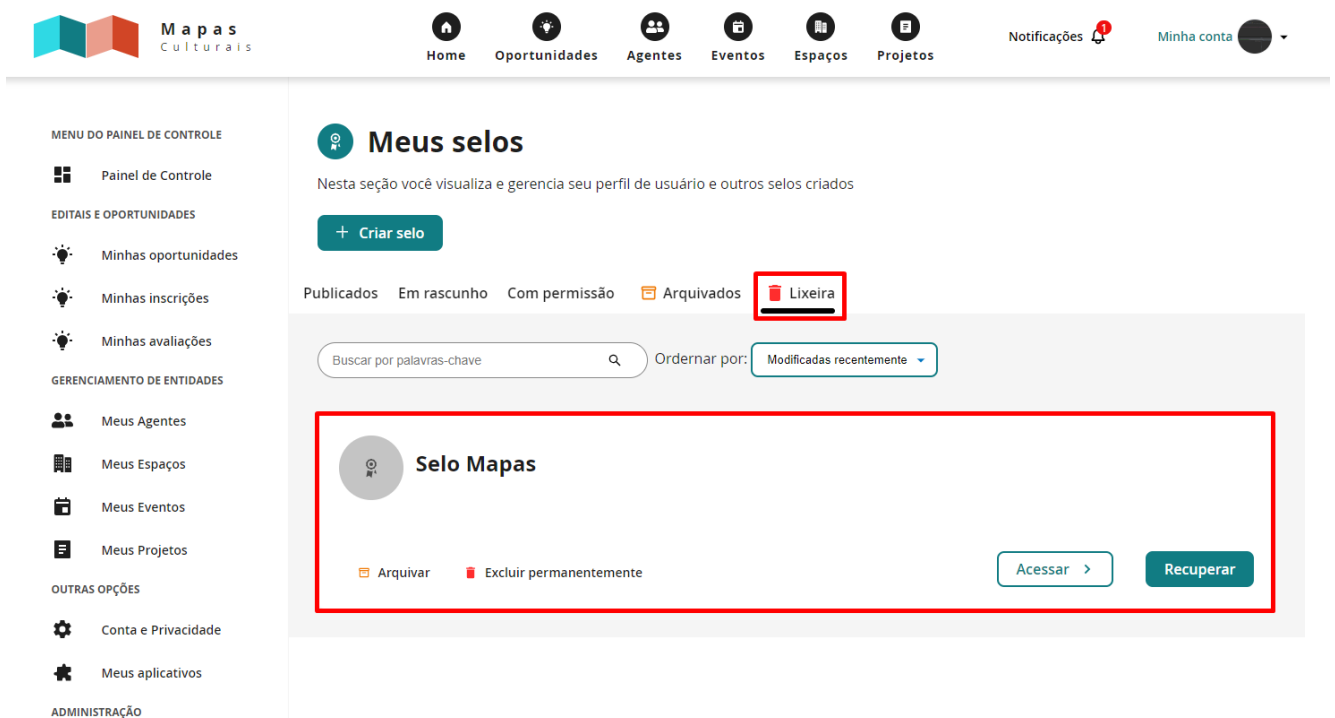 Mapas
Culturais
Home
Oportunidades
Agentes
Eventos
Espaços
Projetos
Notificações 1
Minha conta
MENU DO PAINEL DE CONTROLE
Painel de Controle
EDITAIS E OPORTUNIDADES
Minhas oportunidades
Minhas inscrições
Minhas avaliações
GERENCIAMENTO DE ENTIDADES
Meus Agentes
Meus Espaços
Meus Eventos
Meus Projetos
OUTRAS OPÇÕES
Conta e Privacidade
Meus aplicativos
ADMINISTRAÇÃO
Meus selos
Nesta seção você visualiza e gerencia seu perfil de usuário e outros selos criados
+ Criar selo
Publicados Em rascunho Com permissão Arquivados Lixeira
Buscar por palavras-chave Ordernar por: Modificadas recentemente
Selo Mapas
Arquivar Excluir permanentemente Acessar > Recuperar